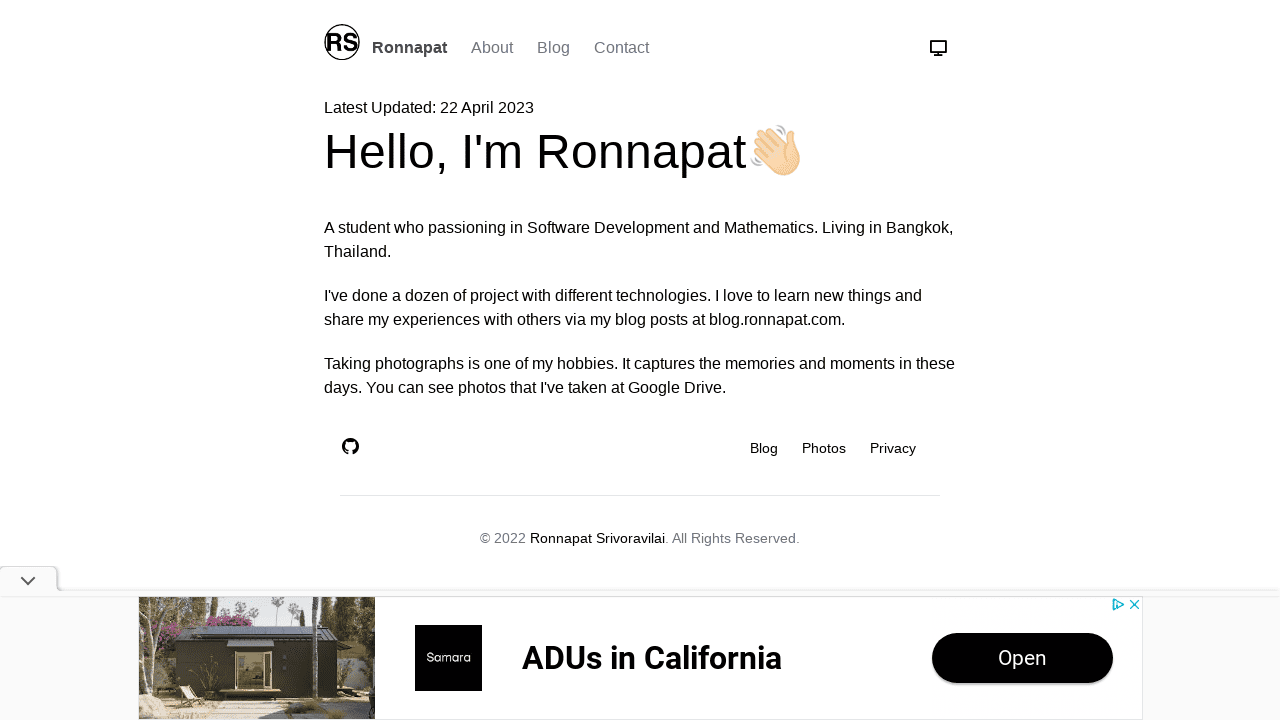 RS
Ronnapat About Blog Contact
Latest Updated: 22 April 2023
Hello, I'm Ronnapat👋🏻
A student who passioning in Software Development and Mathematics. Living in Bangkok,
Thailand.
I've done a dozen of project with different technologies. I love to learn new things and
share my experiences with others via my blog posts at blog.ronnapat.com.
Taking photographs is one of my hobbies. It captures the memories and moments in these
days. You can see photos that I've taken at Google Drive.
Blog Photos Privacy
© 2022 Ronnapat Srivoravilai. All Rights Reserved.
Samara
ADUs in California
Open